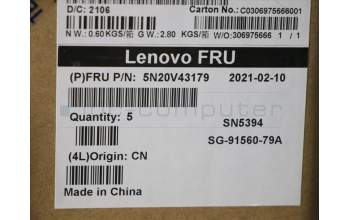 D/C: 2106 Carton No.:C0306975666001
N W.: 0.60 KGS/箱 G W.: 2.80 KGS/箱 W/O:306975666 1 / 1
Lenovo FRU
(P)FRU P/N: 5N20V43179 2021-02-10
Quantity: 5 SN5394
SG-91560-79A
(4L)Origin: CN
Made in China